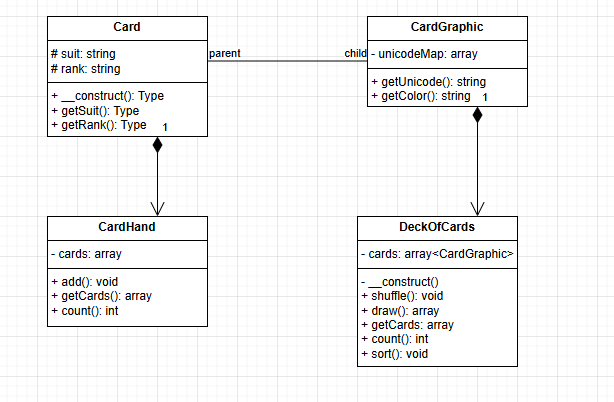 Card
# suit: string
# rank: string
+ __construct(): Type
+ getSuit(): Type
+ getRank(): Type
1
parent
child
CardGraphic
- unicodeMap: array
+ getUnicode(): string
+ getColor(): string
1
CardHand
- cards: array
+ add(): void
+ getCards(): array
+ count(): int
DeckOfCards
- cards: array<CardGraphic>
- __construct()
+ shuffle(): void
+ draw(): array
+ getCards: array
+ count(): int
+ sort(): void